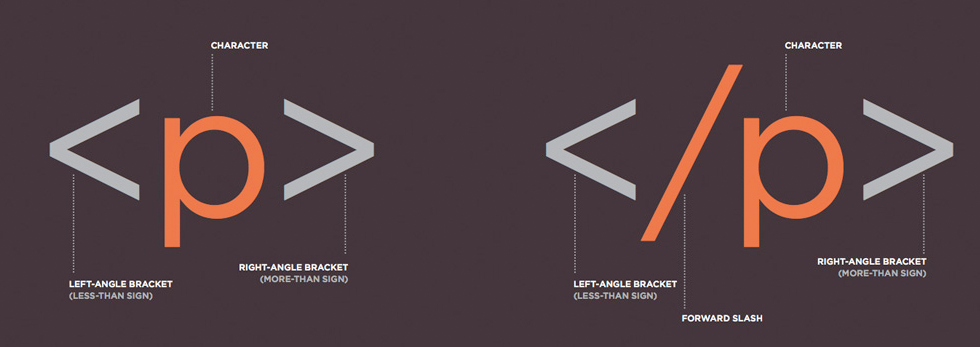 CHARACTER
<p>
LEFT-ANGLE BRACKET
(LESS-THAN SIGN)
RIGHT-ANGLE BRACKET
(MORE-THAN SIGN)
CHARACTER
</p>
LEFT-ANGLE BRACKET
(LESS-THAN SIGN)
FORWARD SLASH
RIGHT-ANGLE BRACKET
(MORE-THAN SIGN)